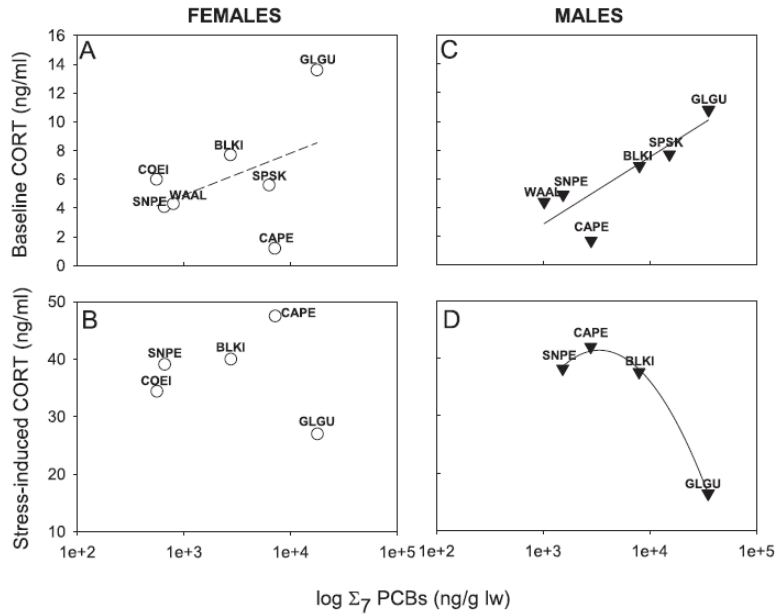 FEMALES
MALES
Baseline CORT (ng/ml)
16
14
12
10
8
6
4
2
0
A
GLGU
BLKI
COEI
SPSK
SNPE
WAAL
CAPE
C
GLGU
SPSK
BLKI
SNPE
WAAL
CAPE
Stress-induced CORT (ng/ml)
50
40
30
20
10
B
CAPE
SNPE
BLKI
COEI
GLGU
D
CAPE
SNPE
BLKI
GLGU
1e+2
1e+3
1e+4
1e+5
1e+2
1e+3
1e+4
1e+5
log Σ7 PCBs (ng/g lw)